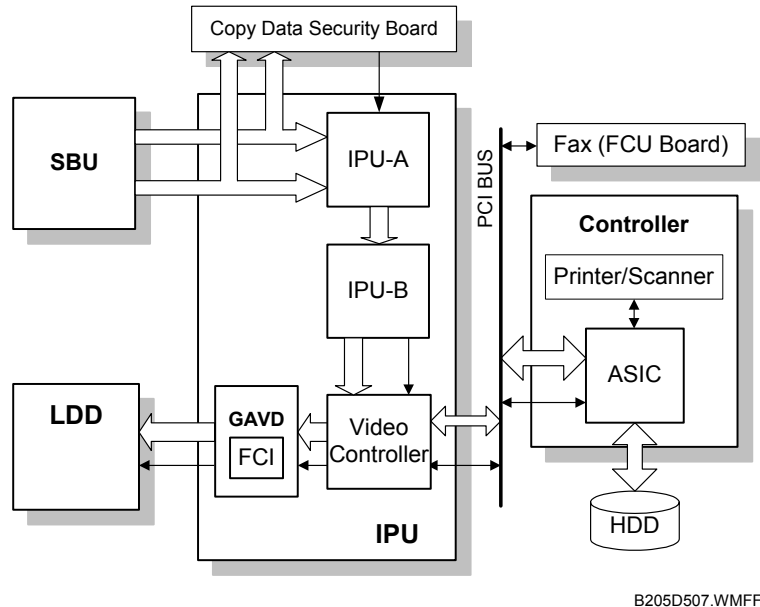 Copy Data Security Board
SBU
IPU-A
PCI BUS
Fax (FCU Board)
Controller
Printer/Scanner
IPU-B
ASIC
LDD
GAVD
FCI
Video
Controller
HDD
IPU
B205D507.WMFF